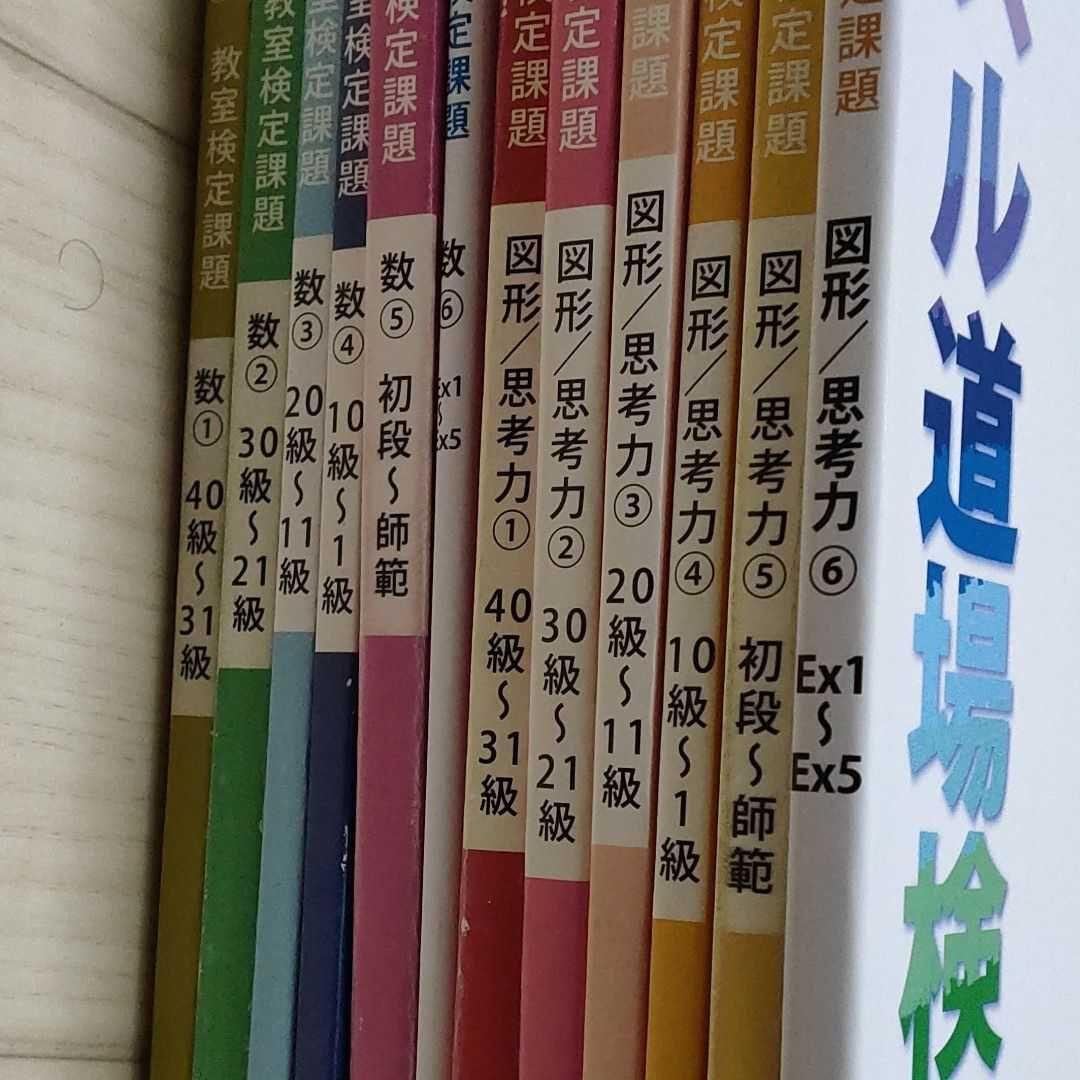 教室検定課題 数① 40級～31級
教室検定課題 数② 30級～21級
室検定課題 数③ 20級～11級
室検定課題 数④ 10級～1級
検定課題 数⑤ 初段～師範
定課題 数⑥ Ex1～Ex5
検定課題 図形／思考力① 40級～31級
定課題 図形／思考力② 30級～21級
課題 図形／思考力③ 20級～11級
検定課題 図形／思考力④ 10級～1級
定課題 図形／思考力⑤ 初段～師範
定課題 図形／思考力⑥ Ex1～Ex5
ル道場検